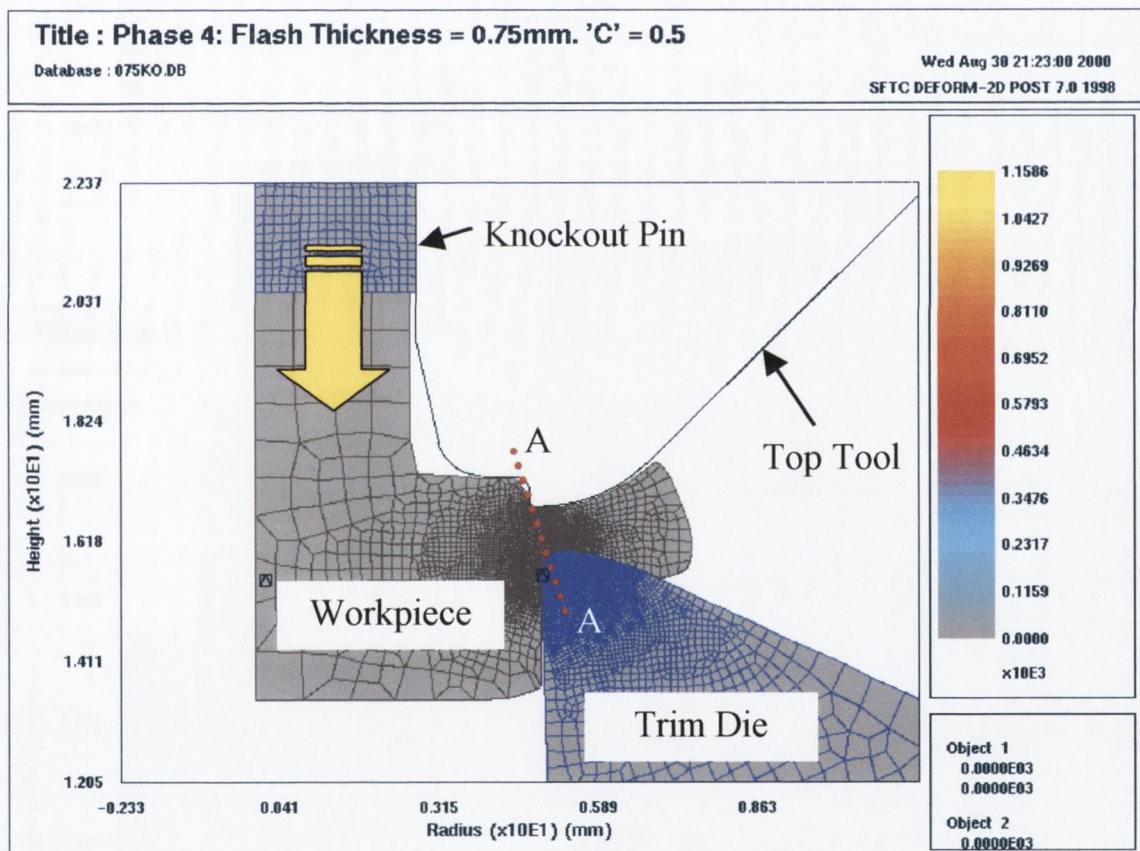 Title : Phase 4: Flash Thickness = 0.75mm. 'C' = 0.5
Database : 075KO.DB
Wed Aug 30 21:23:00 2000
SFTC DEFORM-2D POST 7.0 1998
Height (x10E1) (mm)
2.237
2.031
1.824
1.618
1.411
1.205
-0.233
0.041
0.315
0.589
0.863
Radius (x10E1) (mm)
Knockout Pin
A
Top Tool
Workpiece
A
Trim Die
1.1586
1.0427
0.9269
0.8110
0.6952
0.5793
0.4634
0.3476
0.2317
0.1159
0.0000
x10E3
Object 1
0.0000E03
0.0000E03
Object 2
0.0000E03